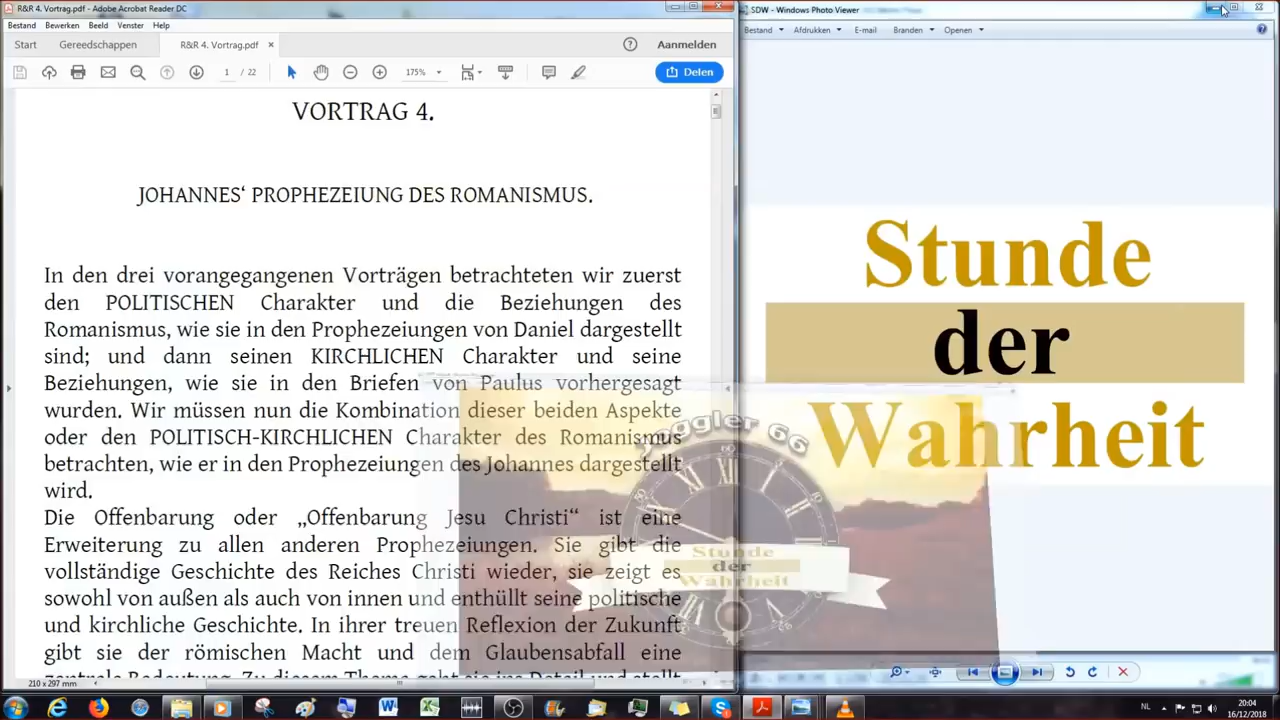 R&R 4. Vortrag.pdf - Adobe Acrobat Reader DC
Bestand Bewerken Beeld Venster Help
Start Gereedschappen R&R 4. Vortrag.pdf × Aanmelden
1 / 22 175% Delen
VORTRAG 4.
JOHANNES‘ PROPHEZEIUNG DES ROMANISMUS.
In den drei vorangegangenen Vorträgen betrachteten wir zuerst
den POLITISCHEN Charakter und die Beziehungen des
Romanismus, wie sie in den Prophezeiungen von Daniel dargestellt
sind; und dann seinen KIRCHLICHEN Charakter und seine
Beziehungen, wie sie in den Briefen von Paulus vorhergesagt
wurden. Wir müssen nun die Kombination dieser beiden Aspekte
oder den POLITISCH-KIRCHLICHEN Charakter des Romanismus
betrachten, wie er in den Prophezeiungen des Johannes dargestellt
wird.
Die Offenbarung oder „Offenbarung Jesu Christi“ ist eine
Erweiterung zu allen anderen Prophezeiungen. Sie gibt die
vollständige Geschichte des Reiches Christi wieder, sie zeigt es
sowohl von außen als auch von innen und enthüllt seine politische
und kirchliche Geschichte. In ihrer treuen Reflexion der Zukunft
gibt sie der römischen Macht und dem Glaubensabfall eine
210 x 297 mm
SDW - Windows Photo Viewer
Bestand Afdrukken E-mail Branden Openen
Stunde
der
Wahrheit
66
Stunde
der
Wahrheit
NL 20:04
16/12/2018